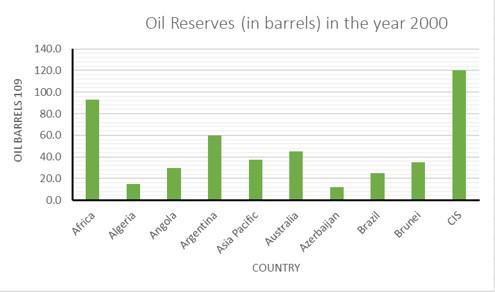 Oil Reserves (in barrels) in the year 2000
140.0
120.0
100.0
80.0
60.0
40.0
20.0
0.0
OIL BARRELS 109
Africa
Algeria
Angola
Argentina
Asia Pacific
Australia
Azerbaijan
Brazil
Brunei
CIS
COUNTRY